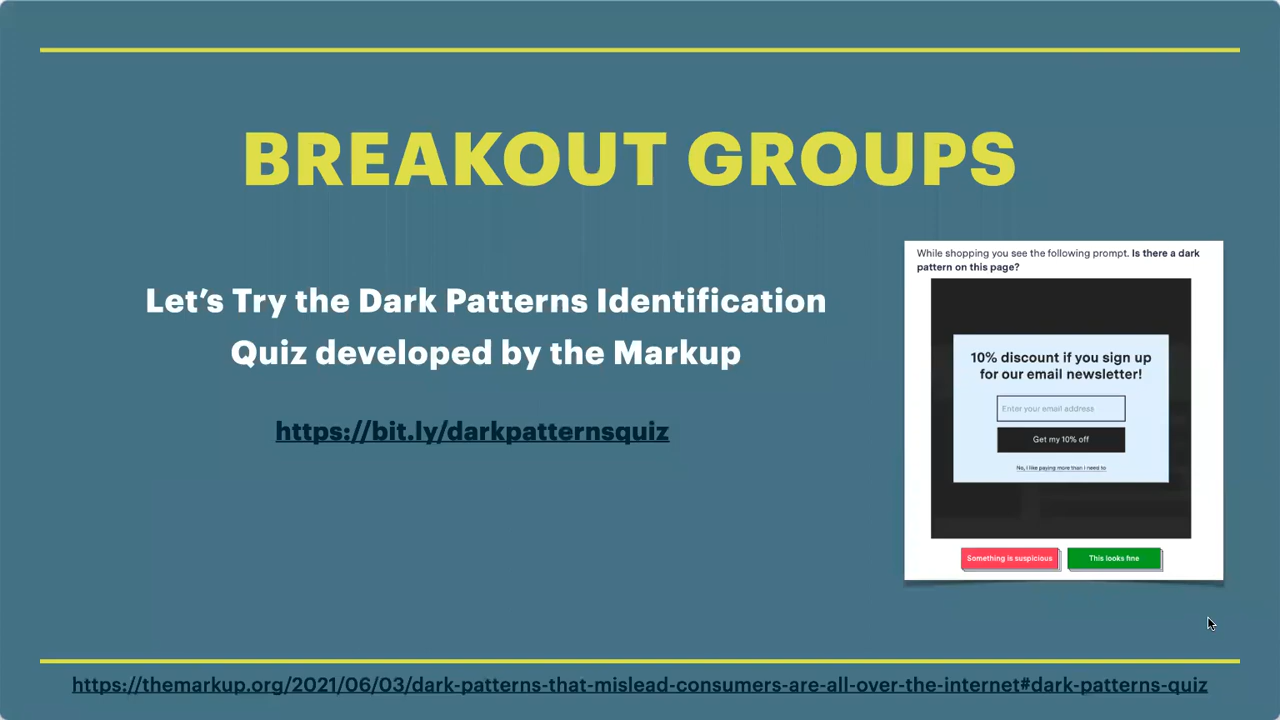 BREAKOUT GROUPS
Let’s Try the Dark Patterns Identification
Quiz developed by the Markup
https://bit.ly/darkpatternsquiz
While shopping you see the following prompt. Is there a dark
pattern on this page?
10% discount if you sign up
for our email newsletter!
Enter your email address
Get my 10% off
No, I like paying more than I need to
Something is suspicious
This looks fine
https://themarkup.org/2021/06/03/dark-patterns-that-mislead-consumers-are-all-over-the-internet#dark-patterns-quiz